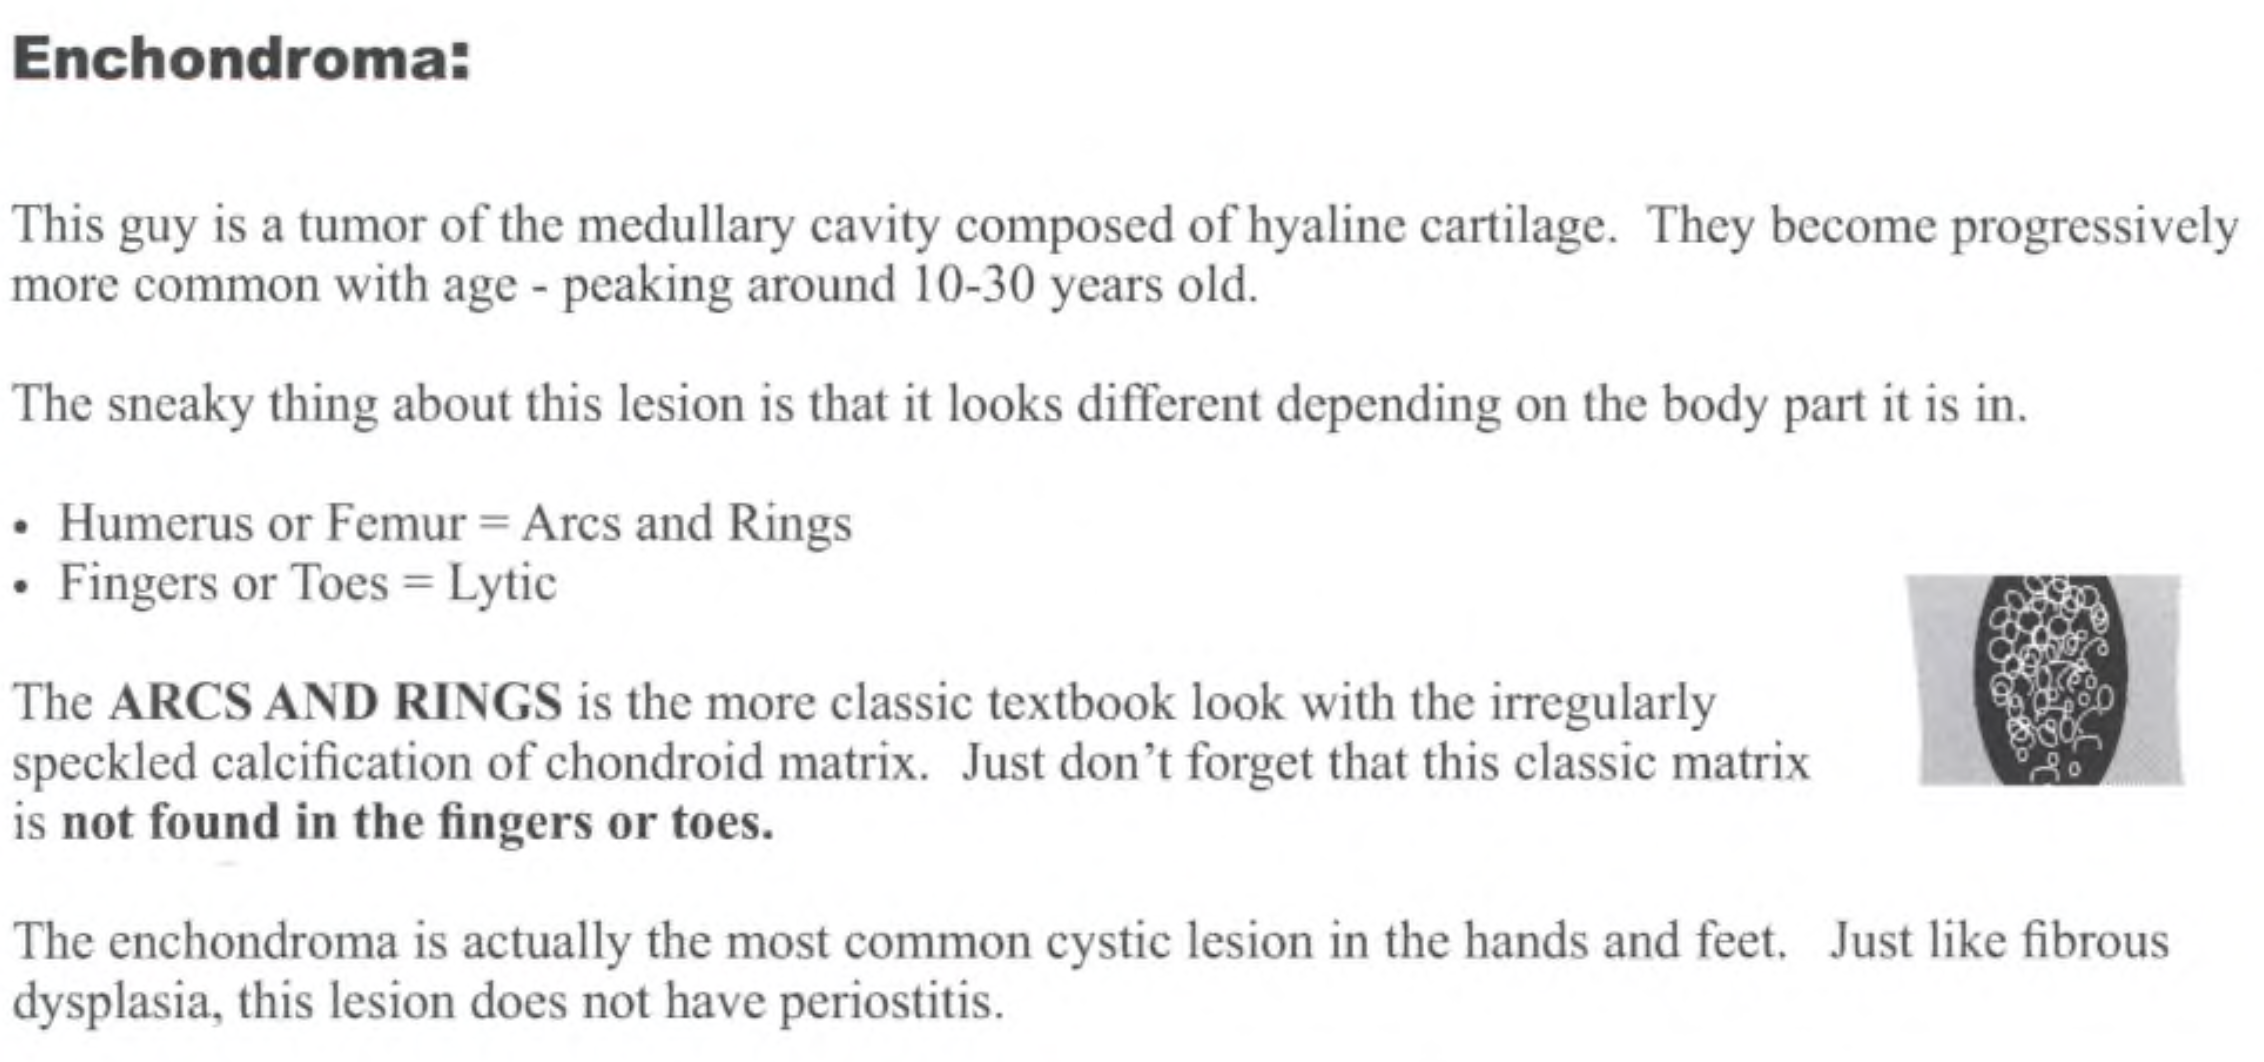 Enchondroma:
This guy is a tumor of the medullary cavity composed of hyaline cartilage. They become progressively
more common with age - peaking around 10-30 years old.
The sneaky thing about this lesion is that it looks different depending on the body part it is in.
• Humerus or Femur = Arcs and Rings
• Fingers or Toes = Lytic
The ARCS AND RINGS is the more classic textbook look with the irregularly
speckled calcification of chondroid matrix. Just don't forget that this classic matrix
is not found in the fingers or toes.
The enchondroma is actually the most common cystic lesion in the hands and feet. Just like fibrous
dysplasia, this lesion does not have periostitis.